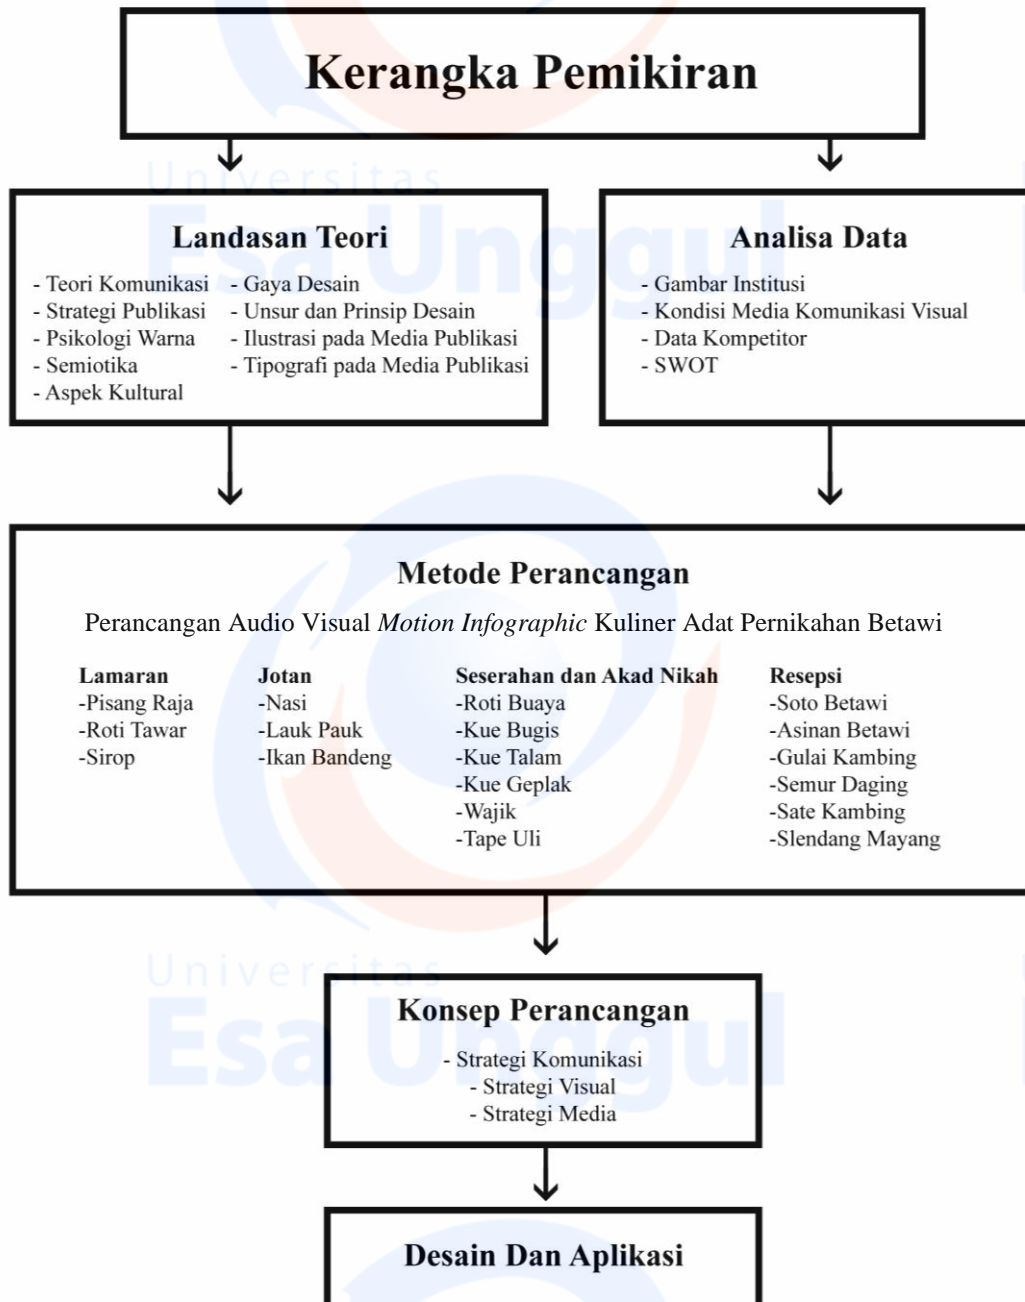 Kerangka Pemikiran
Universitas
Esa Unggul
Landasan Teori
- Teori Komunikasi
- Strategi Publikasi
- Psikologi Warna
- Semiotika
- Aspek Kultural
- Gaya Desain
- Unsur dan Prinsip Desain
- Ilustrasi pada Media Publikasi
- Tipografi pada Media Publikasi
Analisa Data
- Gambar Institusi
- Kondisi Media Komunikasi Visual
- Data Kompetitor
- SWOT
Metode Perancangan
Perancangan Audio Visual Motion Infographic Kuliner Adat Pernikahan Betawi
Lamaran
-Pisang Raja
-Roti Tawar
-Sirop
Jotan
-Nasi
-Lauk Pauk
-Ikan Bandeng
Seserahan dan Akad Nikah
-Roti Buaya
-Kue Bugis
-Kue Talam
-Kue Geplak
-Wajik
-Tape Uli
Resepsi
-Soto Betawi
-Asinan Betawi
-Gulai Kambing
-Semur Daging
-Sate Kambing
-Slendang Mayang
Universitas
Esa Unggul
Konsep Perancangan
- Strategi Komunikasi
- Strategi Visual
- Strategi Media
Desain Dan Aplikasi